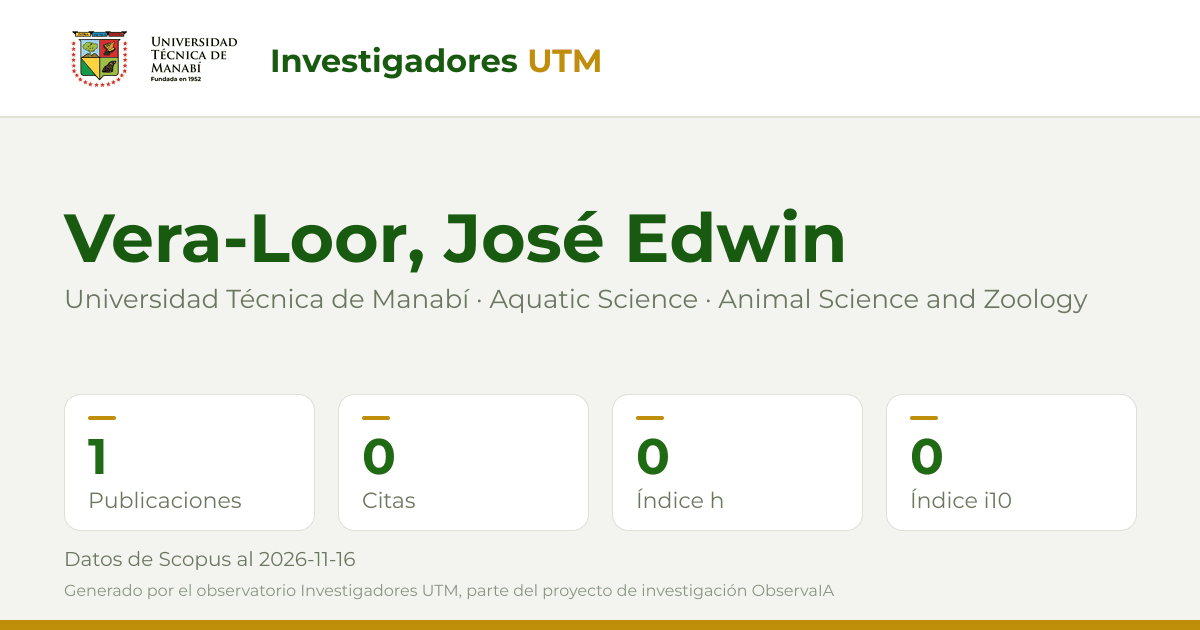 UNIVERSIDAD
TÉCNICA DE
MANABÍ
Fundada en 1952
Investigadores UTM
Vera-Loor, José Edwin
Universidad Técnica de Manabí · Aquatic Science · Animal Science and Zoology
1
Publicaciones
0
Citas
0
Índice h
0
Índice i10
Datos de Scopus al 2026-11-16
Generado por el observatorio Investigadores UTM, parte del proyecto de investigación ObservaIA